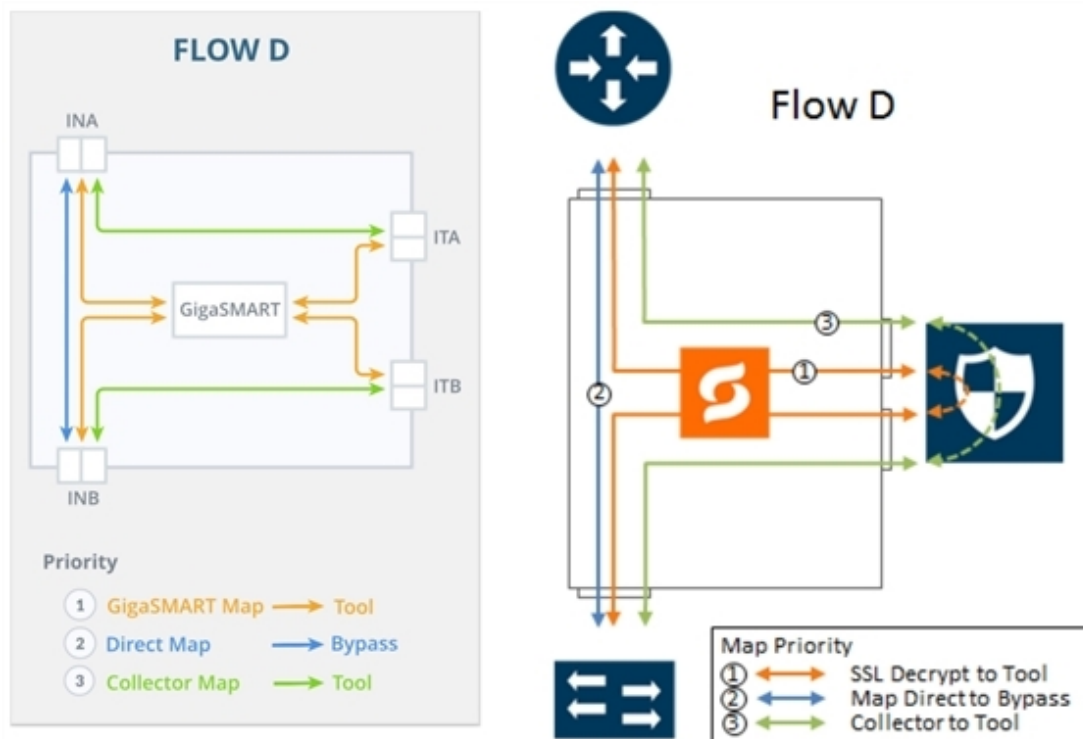 FLOW D
INA
ITA
GigaSMART
ITB
INB
Priority
1 GigaSMART Map Tool
2 Direct Map Bypass
3 Collector Map Tool
Flow D
3
1
2
Map Priority
1 SSL Decrypt to Tool
2 Map Direct to Bypass
3 Collector to Tool